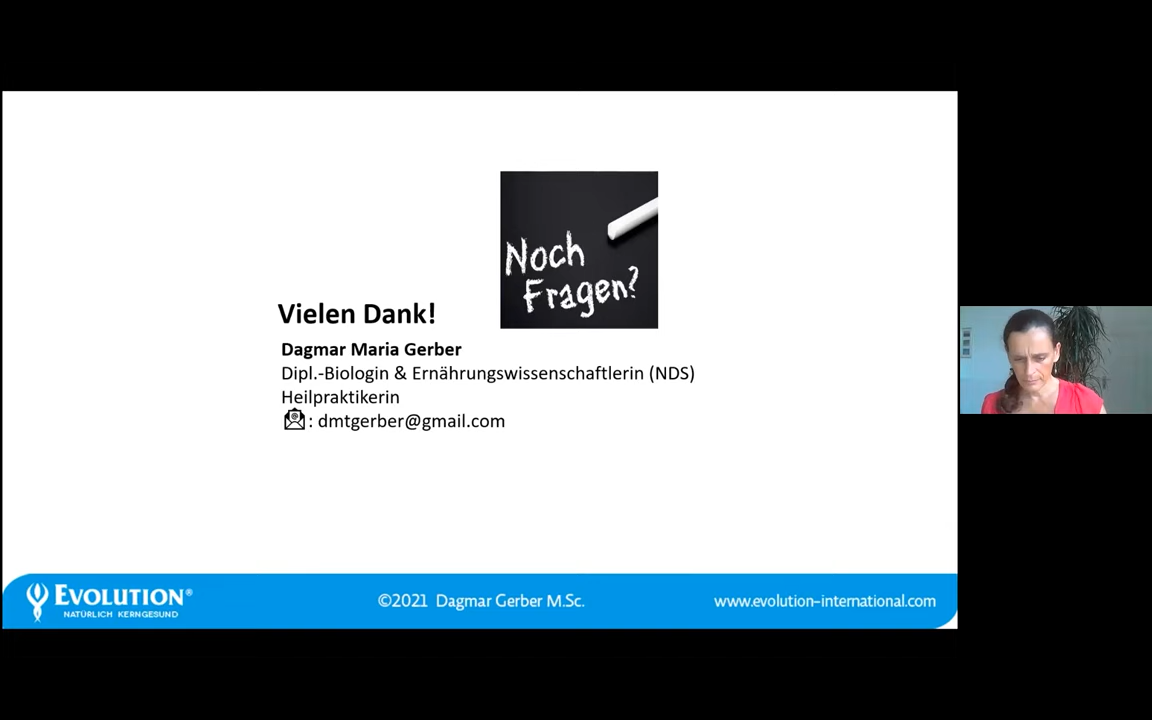 Noch
Fragen?
Vielen Dank!
Dagmar Maria Gerber
Dipl.-Biologin & Ernährungswissenschaftlerin (NDS)
Heilpraktikerin
: dmtgerber@gmail.com
EVOLUTION®
NATÜRLICH KERNGESUND
©2021 Dagmar Gerber M.Sc.
www.evolution-international.com